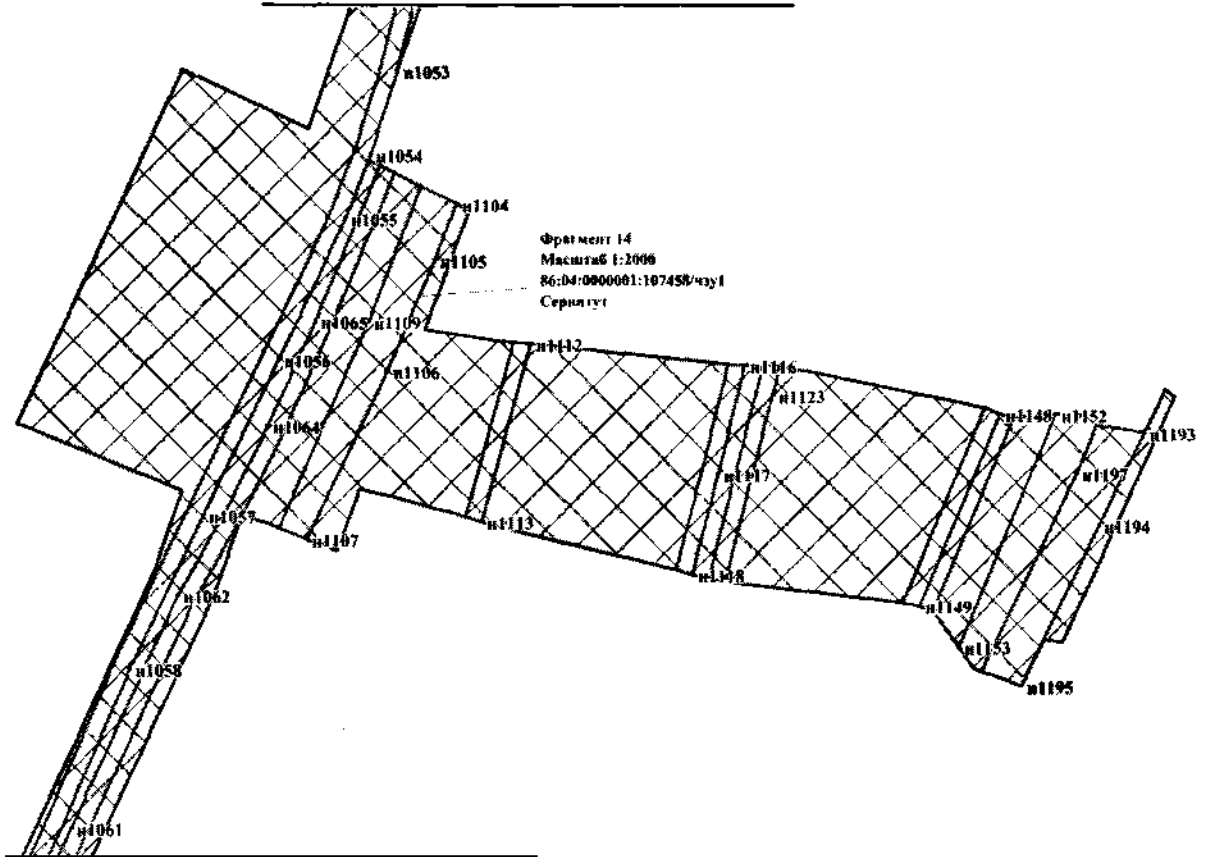 н1053
н1054
н1055
н1104
Фрагмент 14
н1105
Масштаб 1:2000
86:04:0000001:107458/чзу1
Сервитут
н1065
н1109
н1112
н1056
н1106
н1116
н1123
н1064
н1148
н1152
н1193
н1117
н1197
н1057
н1113
н1194
н1107
н1118
н1062
н1149
н1153
н1058
н1195
н1061